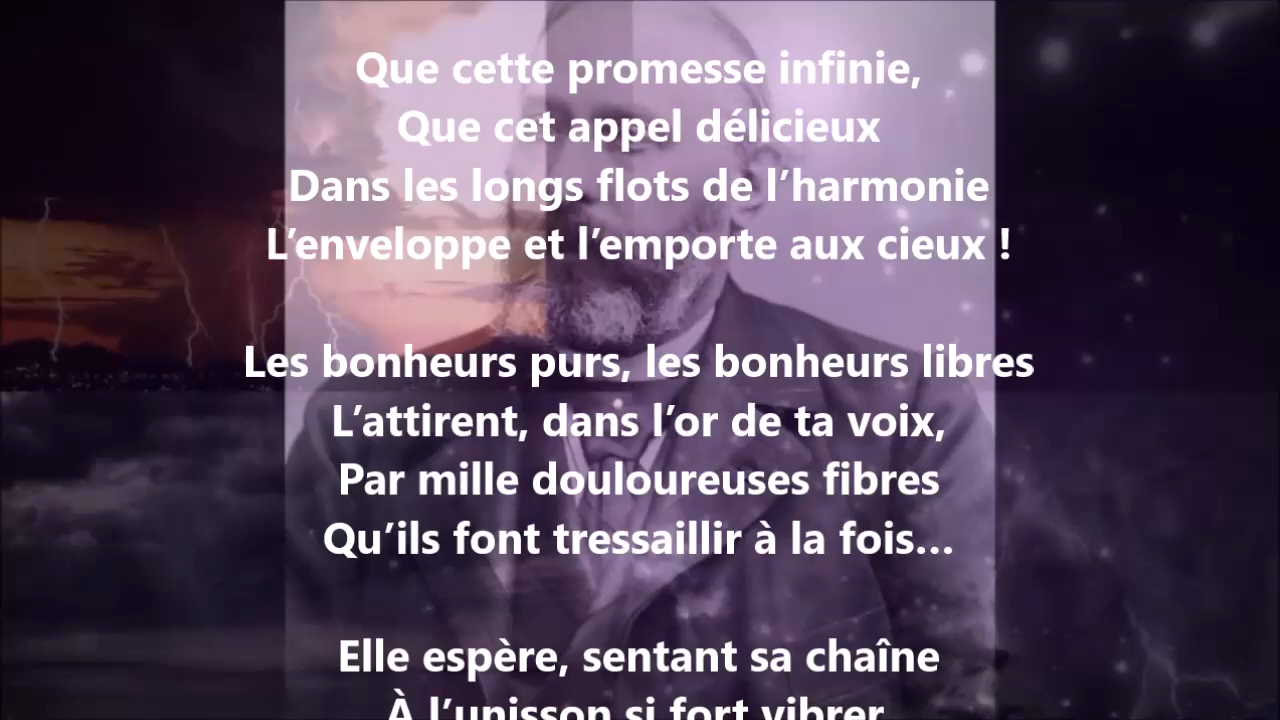 Que cette promesse infinie,
Que cet appel délicieux
Dans les longs flots de l’harmonie
L’enveloppe et l’emporte aux cieux !
Les bonheurs purs, les bonheurs libres
L’attirent, dans l’or de ta voix,
Par mille douloureuses fibres
Qu’ils font tressaillir à la fois…
Elle espère, sentant sa chaîne
À l’unisson si fort vibrer